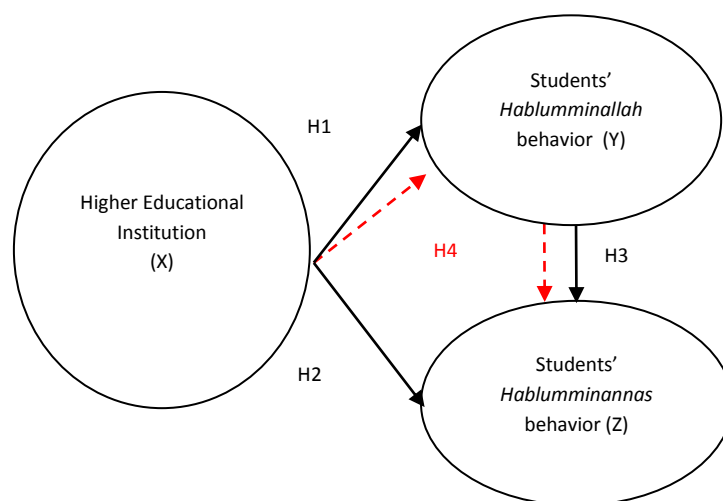 H1
Students'
Hablumminallah
behavior (Y)
Higher Educational
Institution
(X)
H4
H3
H2
Students'
Hablumminannas
behavior (Z)